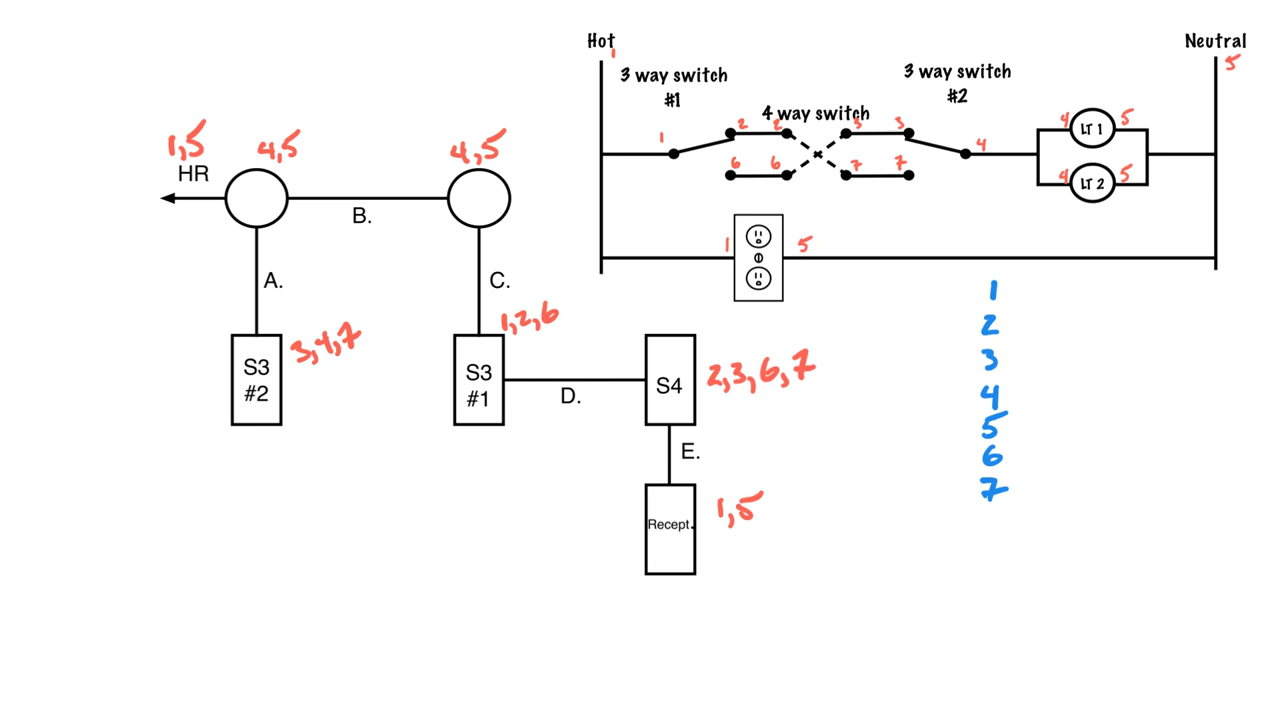 Hot
1
Neutral
5
3 way switch
#1
3 way switch
#2
4 way switch
1
2
2
3
3
4
4
LT 1
5
6
6
7
7
4
LT 2
5
1
5
1,5
HR
4,5
4,5
B.
A.
C.
S3
#2
3,4,7
S3
#1
1,2,6
D.
S4
2,3,6,7
E.
Recept.
1,5
1
2
3
4
5
6
7